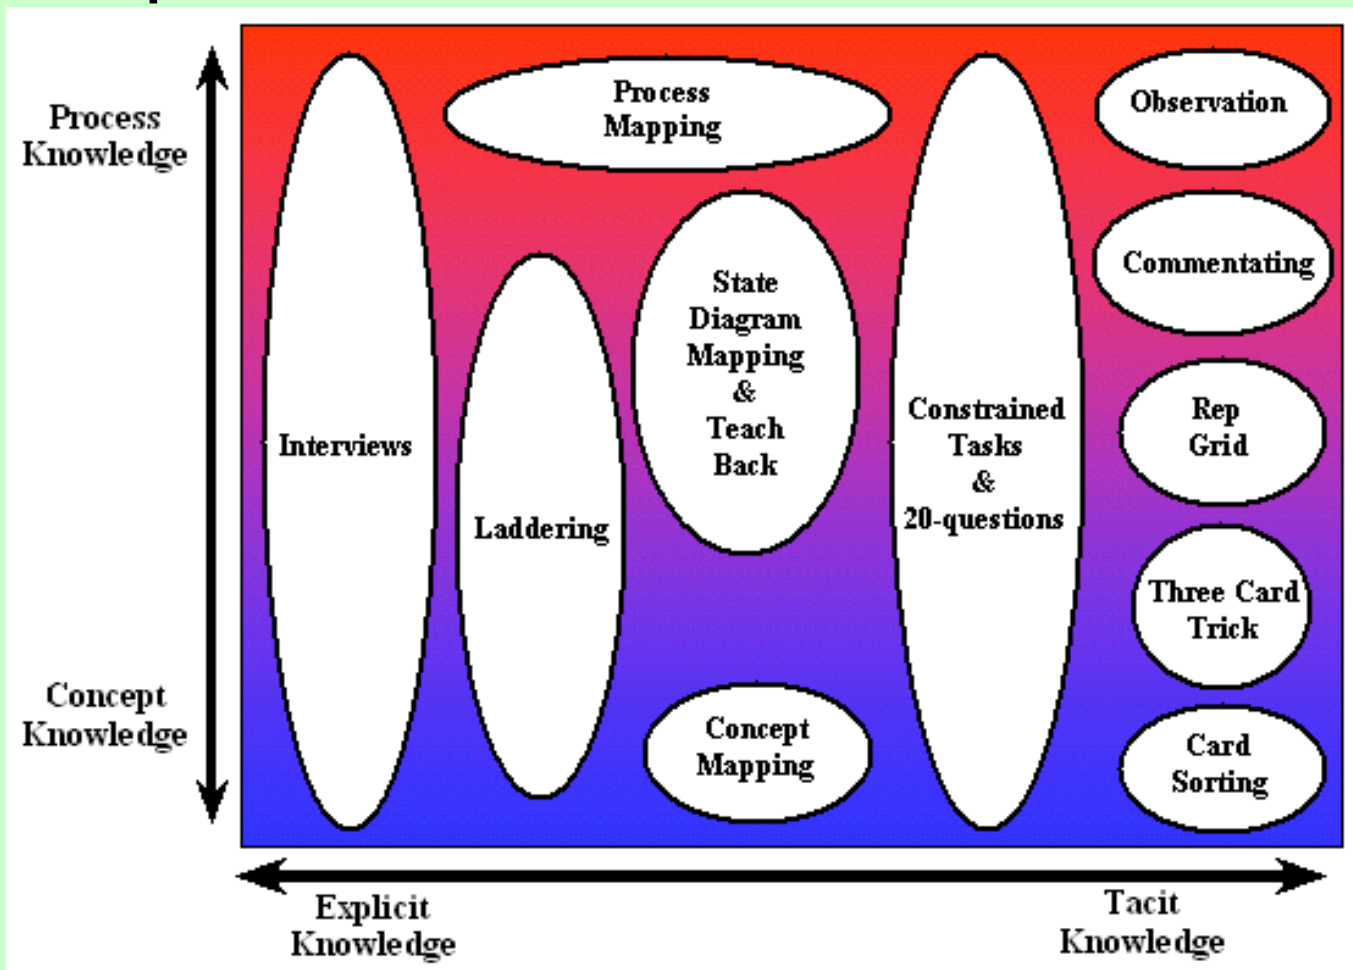 Process
Knowledge
Concept
Knowledge
Interviews
Process
Mapping
Laddering
State
Diagram
Mapping
&
Teach
Back
Concept
Mapping
Constrained
Tasks
&
20-questions
Observation
Commentating
Rep
Grid
Three Card
Trick
Card
Sorting
Explicit
Knowledge
Tacit
Knowledge